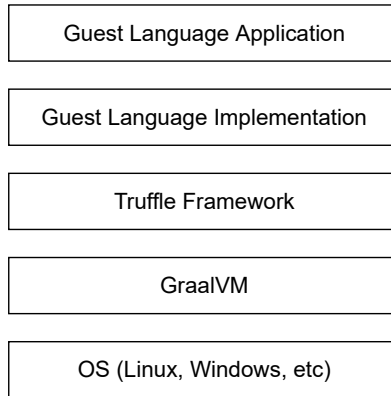 Guest Language Application
Guest Language Implementation
Truffle Framework
GraalVM
OS (Linux, Windows, etc)